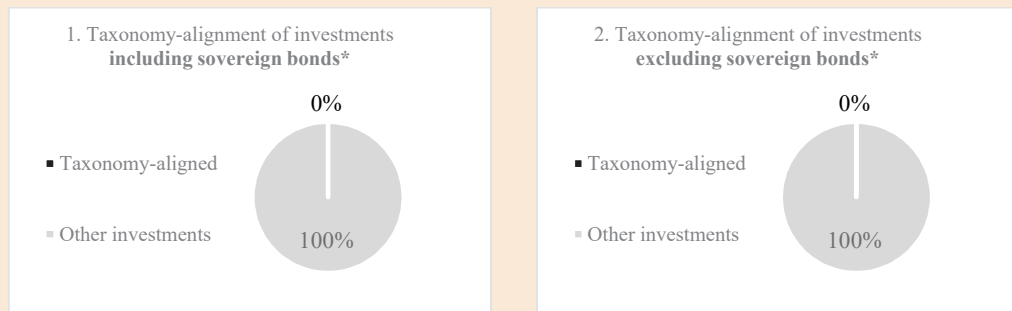 1. Taxonomy-alignment of investments
including sovereign bonds*
0%
Taxonomy-aligned
Other investments
100%
2. Taxonomy-alignment of investments
excluding sovereign bonds*
0%
Taxonomy-aligned
Other investments
100%